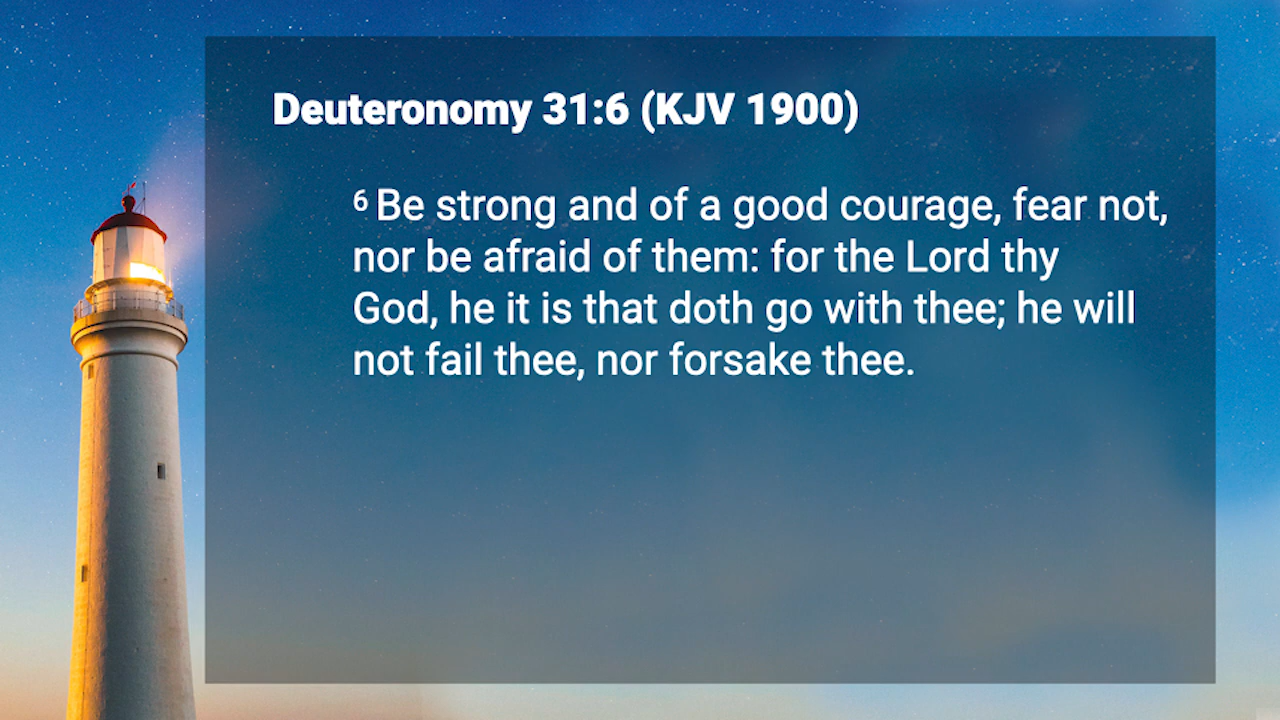 Deuteronomy 31:6 (KJV 1900)
6 Be strong and of a good courage, fear not,
nor be afraid of them: for the Lord thy
God, he it is that doth go with thee; he will
not fail thee, nor forsake thee.